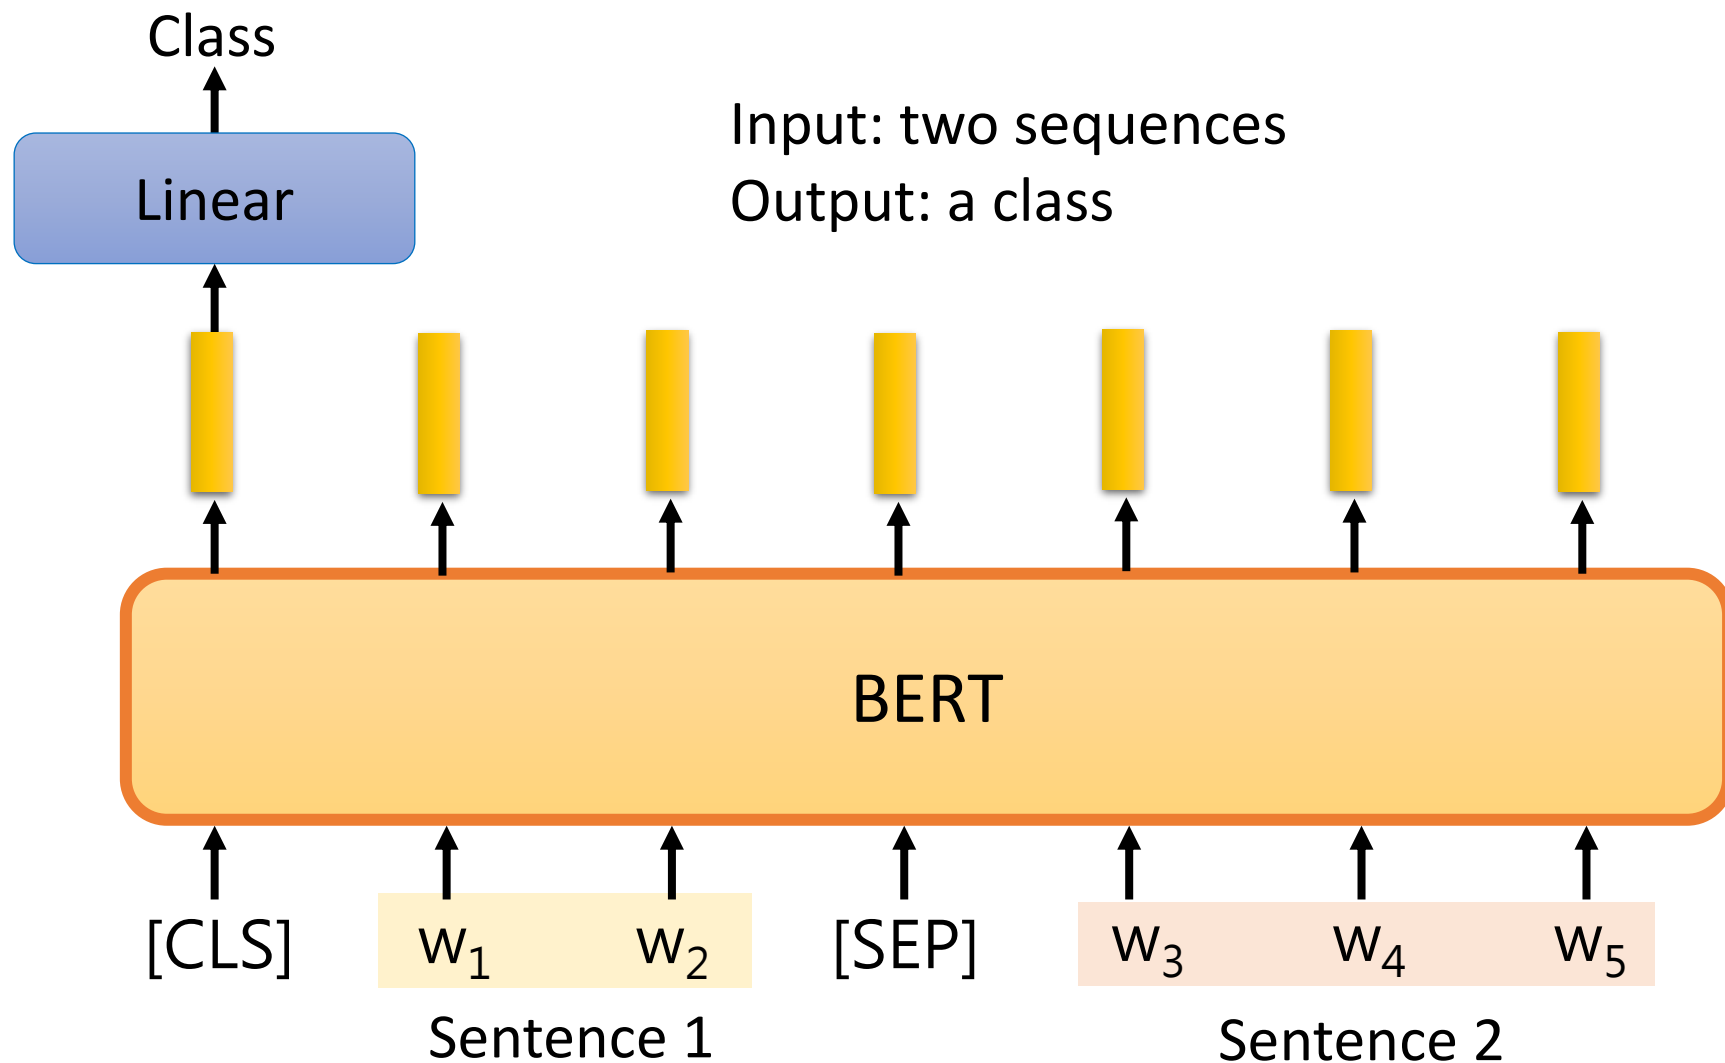 Class
Input: two sequences
Linear
Output: a class
BERT
[CLS] w₁ w₂ [SEP] w₃ w₄ w₅
Sentence 1 Sentence 2